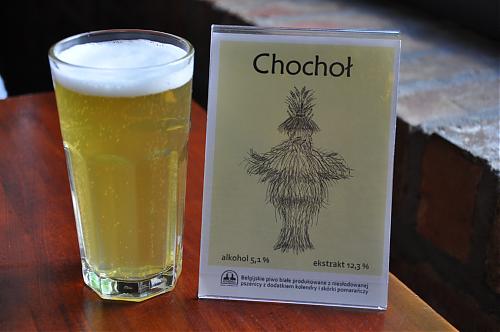 Chochoł
alkohol 5,1 %
ekstrakt 12,3 %
Belgijskie piwo białe produkowane z niesłodowanej
pszenicy z dodatkiem kolendry i skórki pomarańczy